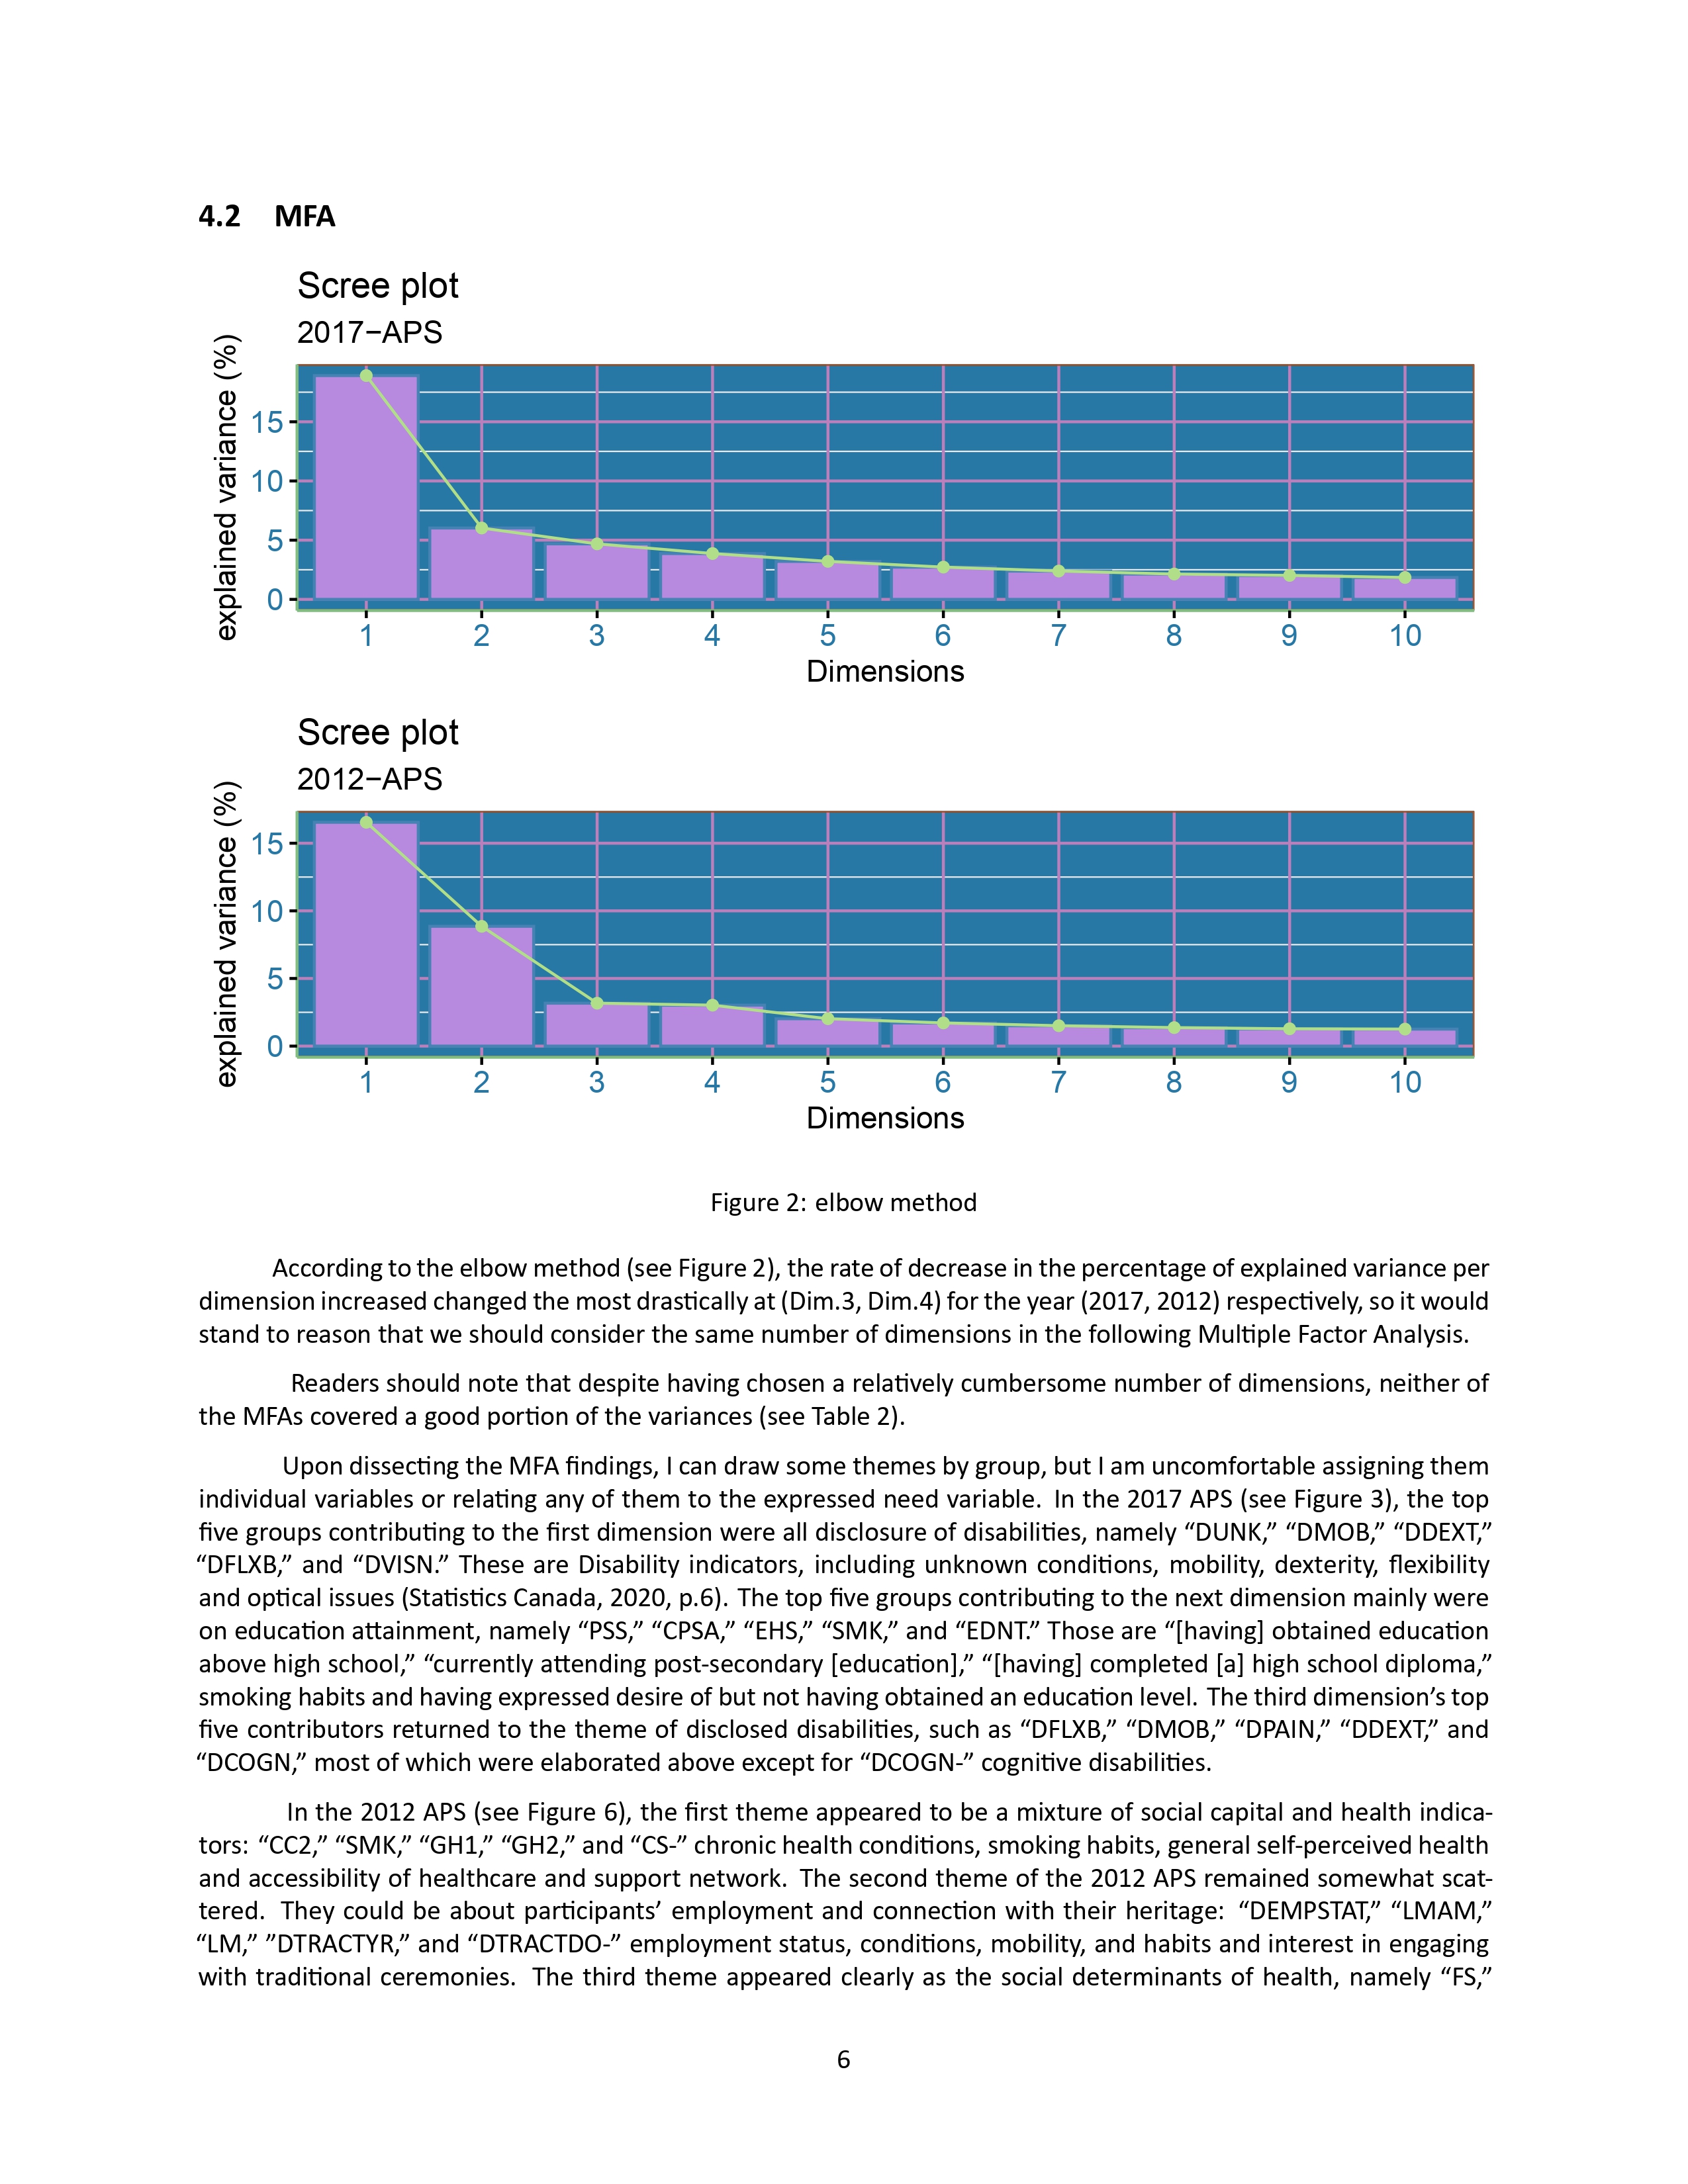 4.2 MFA
Scree plot
2017−APS
explained variance (%)
15
10
5
0
1 2 3 4 5 6 7 8 9 10
Dimensions
Scree plot
2012−APS
explained variance (%)
15
10
5
0
1 2 3 4 5 6 7 8 9 10
Dimensions
Figure 2: elbow method
According to the elbow method (see Figure 2), the rate of decrease in the percentage of explained variance per
dimension increased changed the most drastically at (Dim.3, Dim.4) for the year (2017, 2012) respectively, so it would
stand to reason that we should consider the same number of dimensions in the following Multiple Factor Analysis.
Readers should note that despite having chosen a relatively cumbersome number of dimensions, neither of
the MFAs covered a good portion of the variances (see Table 2).
Upon dissecting the MFA findings, I can draw some themes by group, but I am uncomfortable assigning them
individual variables or relating any of them to the expressed need variable. In the 2017 APS (see Figure 3), the top
five groups contributing to the first dimension were all disclosure of disabilities, namely “DUNK,” “DMOB,” “DDEXT,”
“DFLXB,” and “DVISN.” These are Disability indicators, including unknown conditions, mobility, dexterity, flexibility
and optical issues (Statistics Canada, 2020, p.6). The top five groups contributing to the next dimension mainly were
on education attainment, namely “PSS,” “CPSA,” “EHS,” “SMK,” and “EDNT.” Those are “[having] obtained education
above high school,” “currently attending post-secondary [education],” “[having] completed [a] high school diploma,”
smoking habits and having expressed desire of but not having obtained an education level. The third dimension’s top
five contributors returned to the theme of disclosed disabilities, such as “DFLXB,” “DMOB,” “DPAIN,” “DDEXT,” and
“DCOGN,” most of which were elaborated above except for “DCOGN-” cognitive disabilities.
In the 2012 APS (see Figure 6), the first theme appeared to be a mixture of social capital and health indica-
tors: “CC2,” “SMK,” “GH1,” “GH2,” and “CS-” chronic health conditions, smoking habits, general self-perceived health
and accessibility of healthcare and support network. The second theme of the 2012 APS remained somewhat scat-
tered. They could be about participants’ employment and connection with their heritage: “DEMPSTAT,” “LMAM,”
“LM,” ”DTRACTYR,” and “DTRACTDO-” employment status, conditions, mobility, and habits and interest in engaging
with traditional ceremonies. The third theme appeared clearly as the social determinants of health, namely “FS,”
6